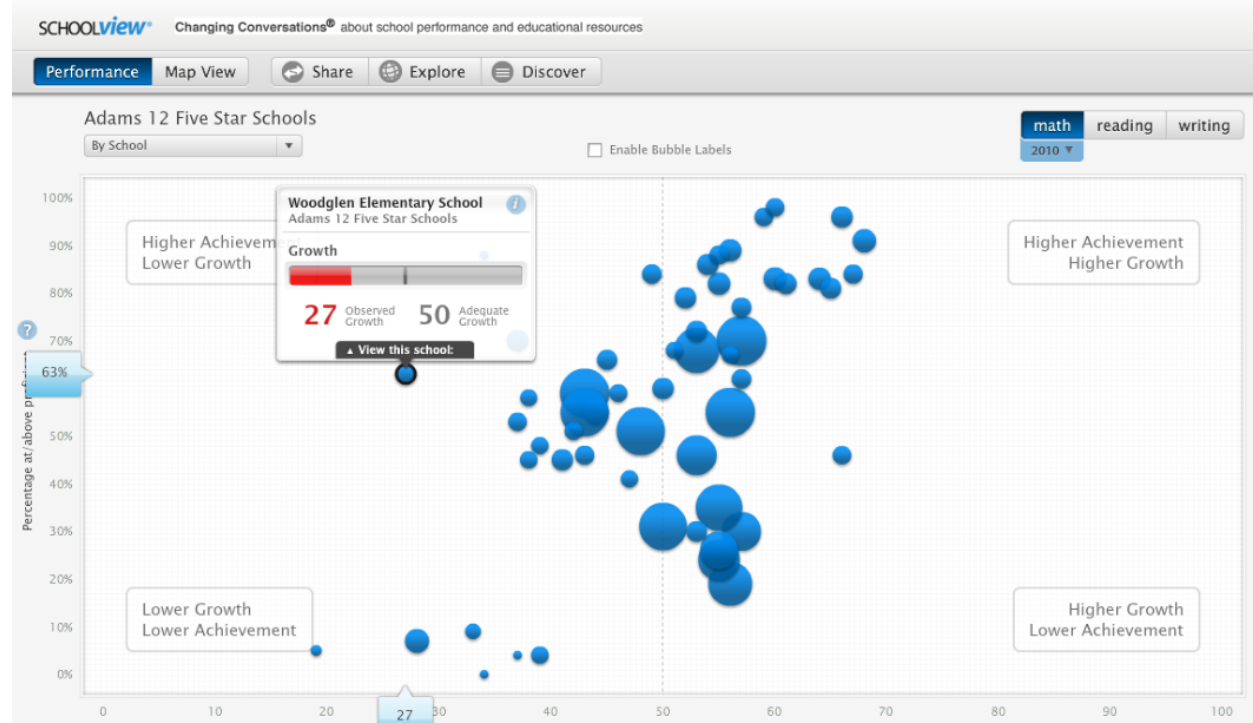 SCHOOLVIEW® Changing Conversations® about school performance and educational resources
Performance Map View Share Explore Discover
Adams 12 Five Star Schools
By School ▼
Enable Bubble Labels
math reading writing
2010 ▼
100%
90%
80%
70%
50%
40%
30%
20%
10%
0%
?
63%
Percentage at/above
Higher Achievem
Lower Growth
Woodglen Elementary School i
Adams 12 Five Star Schools
Growth
27 Observed Growth 50 Adequate Growth
▲ View this school:
Higher Achievement
Higher Growth
Lower Growth
Lower Achievement
Higher Growth
Lower Achievement
0 10 20 27 30 40 50 60 70 80 90 100